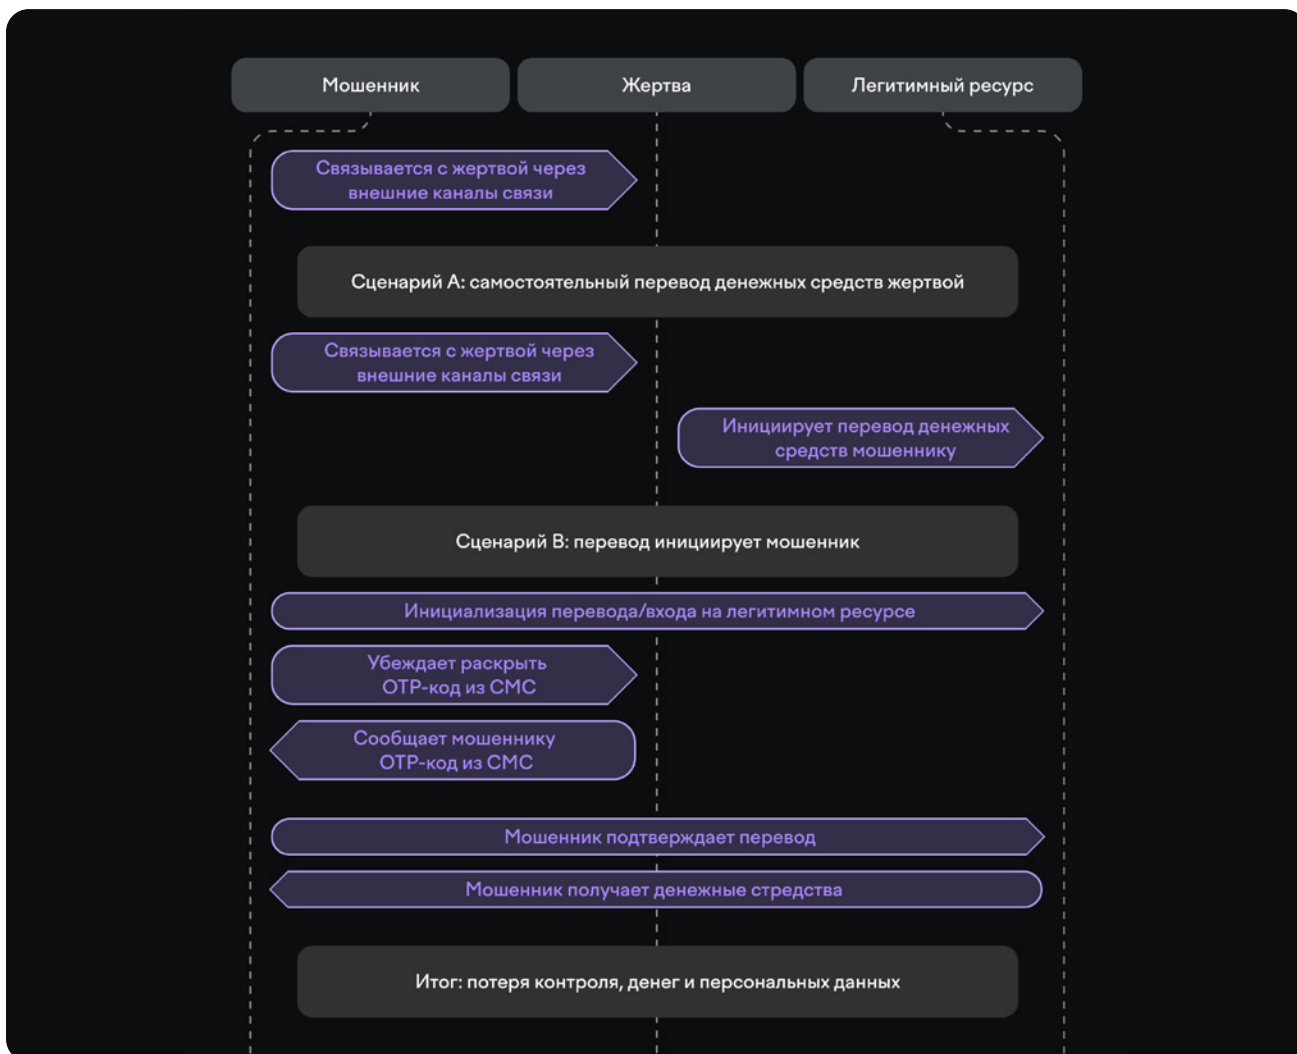 Мошенник
Жертва
Легитимный ресурс
Связывается с жертвой через
внешние каналы связи
Сценарий А: самостоятельный перевод денежных средств жертвой
Связывается с жертвой через
внешние каналы связи
Инициирует перевод денежных
средств мошеннику
Сценарий B: перевод инициирует мошенник
Инициализация перевода/входа на легитимном ресурсе
Убеждает раскрыть
ОТР-код из СМС
Сообщает мошеннику
ОТР-код из СМС
Мошенник подтверждает перевод
Мошенник получает денежные стредства
Итог: потеря контроля, денег и персональных данных